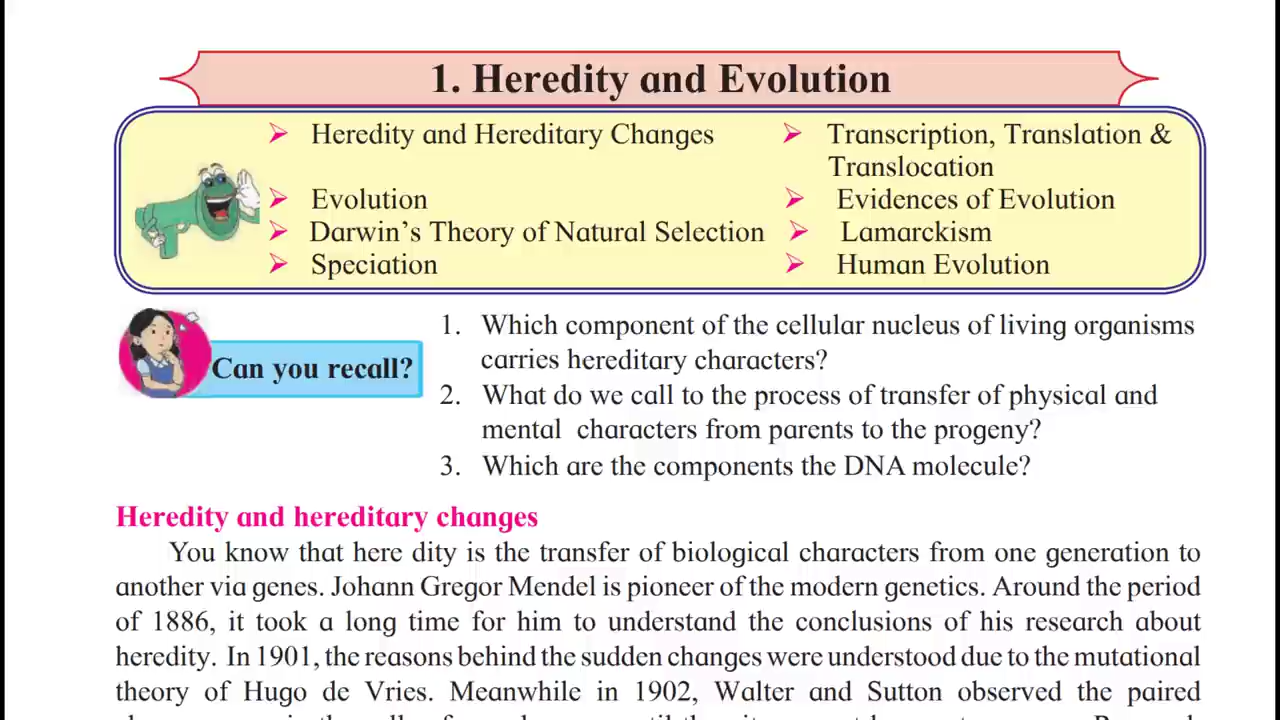 1. Heredity and Evolution
Heredity and Hereditary Changes
Transcription, Translation &
Translocation
Evolution
Evidences of Evolution
Darwin's Theory of Natural Selection
Lamarckism
Speciation
Human Evolution
Can you recall?
1. Which component of the cellular nucleus of living organisms
carries hereditary characters?
2. What do we call to the process of transfer of physical and
mental characters from parents to the progeny?
3. Which are the components the DNA molecule?
Heredity and hereditary changes
You know that here dity is the transfer of biological characters from one generation to
another via genes. Johann Gregor Mendel is pioneer of the modern genetics. Around the period
of 1886, it took a long time for him to understand the conclusions of his research about
heredity. In 1901, the reasons behind the sudden changes were understood due to the mutational
theory of Hugo de Vries. Meanwhile in 1902, Walter and Sutton observed the paired